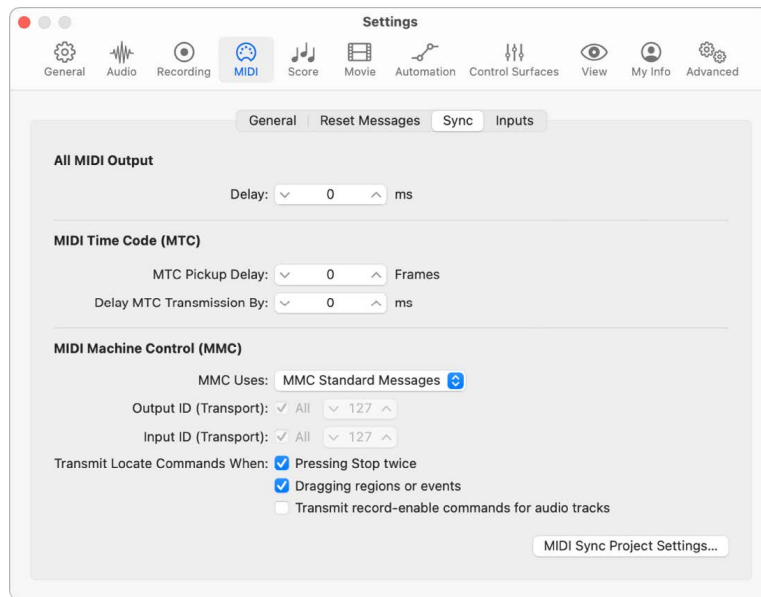 Settings
General Audio Recording MIDI Score Movie Automation Control Surfaces View My Info Advanced
General Reset Messages Sync Inputs
All MIDI Output
Delay: 0 ms
MIDI Time Code (MTC)
MTC Pickup Delay: 0 Frames
Delay MTC Transmission By: 0 ms
MIDI Machine Control (MMC)
MMC Uses: MMC Standard Messages
Output ID (Transport): All 127
Input ID (Transport): All 127
Transmit Locate Commands When: Pressing Stop twice
Dragging regions or events
Transmit record-enable commands for audio tracks
MIDI Sync Project Settings...